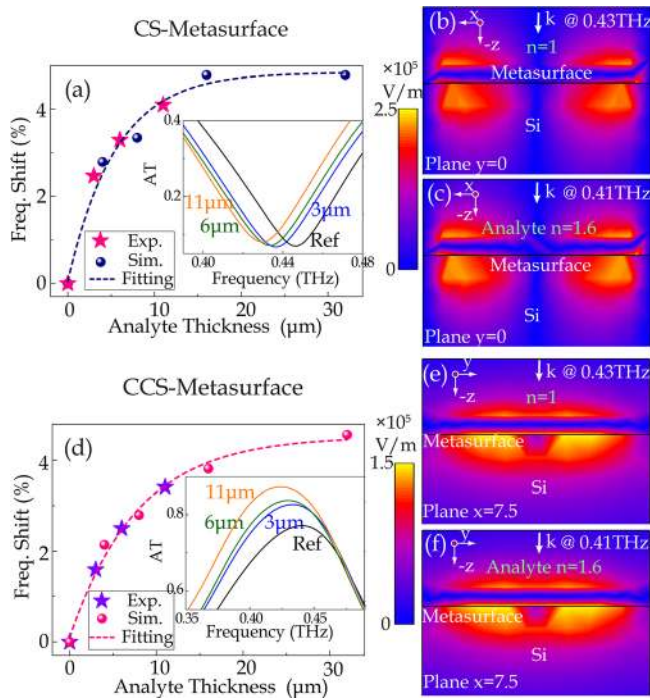 CS-Metasurface
(a)
Freq. Shift (%)
4
2
0
0
10
20
30
Analyte Thickness (μm)
Exp.
Sim.
Fitting
AT
0.4
0.2
0.40
0.44
0.48
Frequency (THz)
11μm
6μm
3μm
Ref
×10⁵
V/m
2.5
0
(b)
x
-z
k @ 0.43THz
n=1
Metasurface
Si
Plane y=0
(c)
x
-z
k @ 0.41THz
Analyte n=1.6
Metasurface
Si
Plane y=0
CCS-Metasurface
(d)
Freq. Shift (%)
4
2
0
0
10
20
30
Analyte Thickness (μm)
Exp.
Sim.
Fitting
AT
0.8
0.6
0.35
0.40
0.45
Frequency (THz)
11μm
6μm
3μm
Ref
×10⁵
V/m
1.5
0
(e)
y
-z
k @ 0.43THz
n=1
Metasurface
Si
Plane x=7.5
(f)
y
-z
k @ 0.41THz
Analyte n=1.6
Metasurface
Si
Plane x=7.5